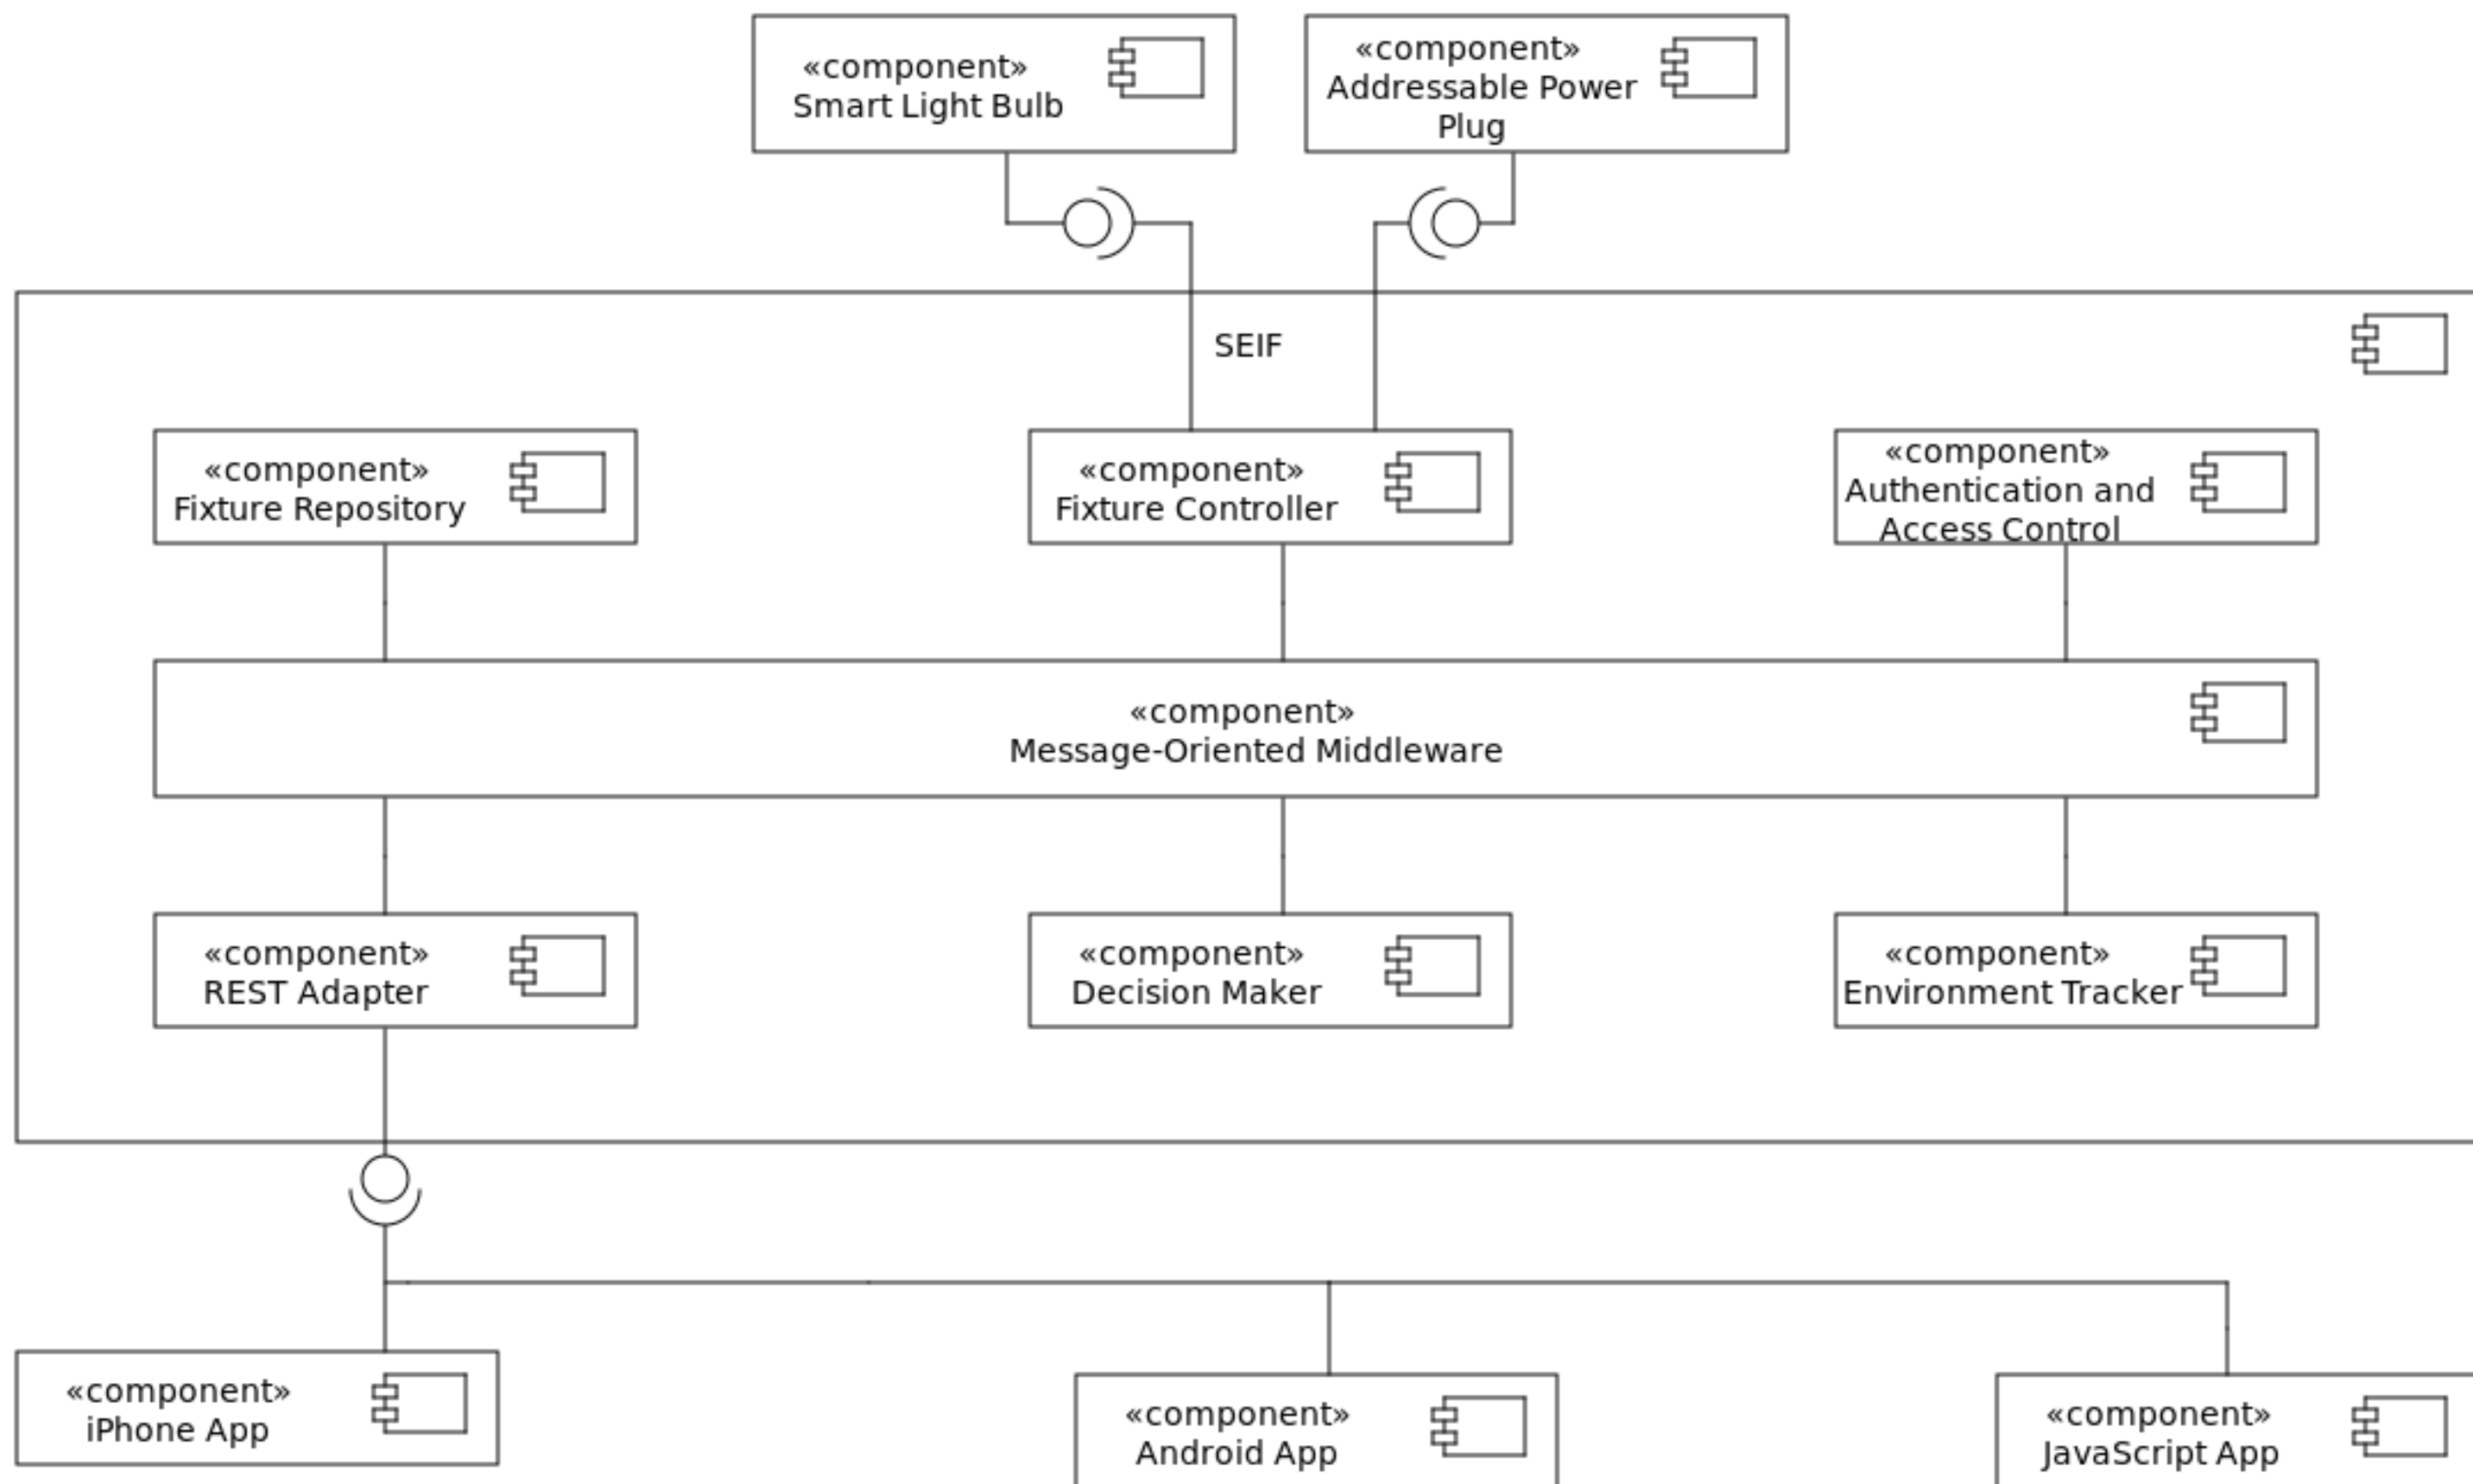 «component»
Smart Light Bulb
«component»
Addressable Power
Plug
SEIF
«component»
Fixture Repository
«component»
Fixture Controller
«component»
Authentication and
Access Control
«component»
Message-Oriented Middleware
«component»
REST Adapter
«component»
Decision Maker
«component»
Environment Tracker
«component»
iPhone App
«component»
Android App
«component»
JavaScript App